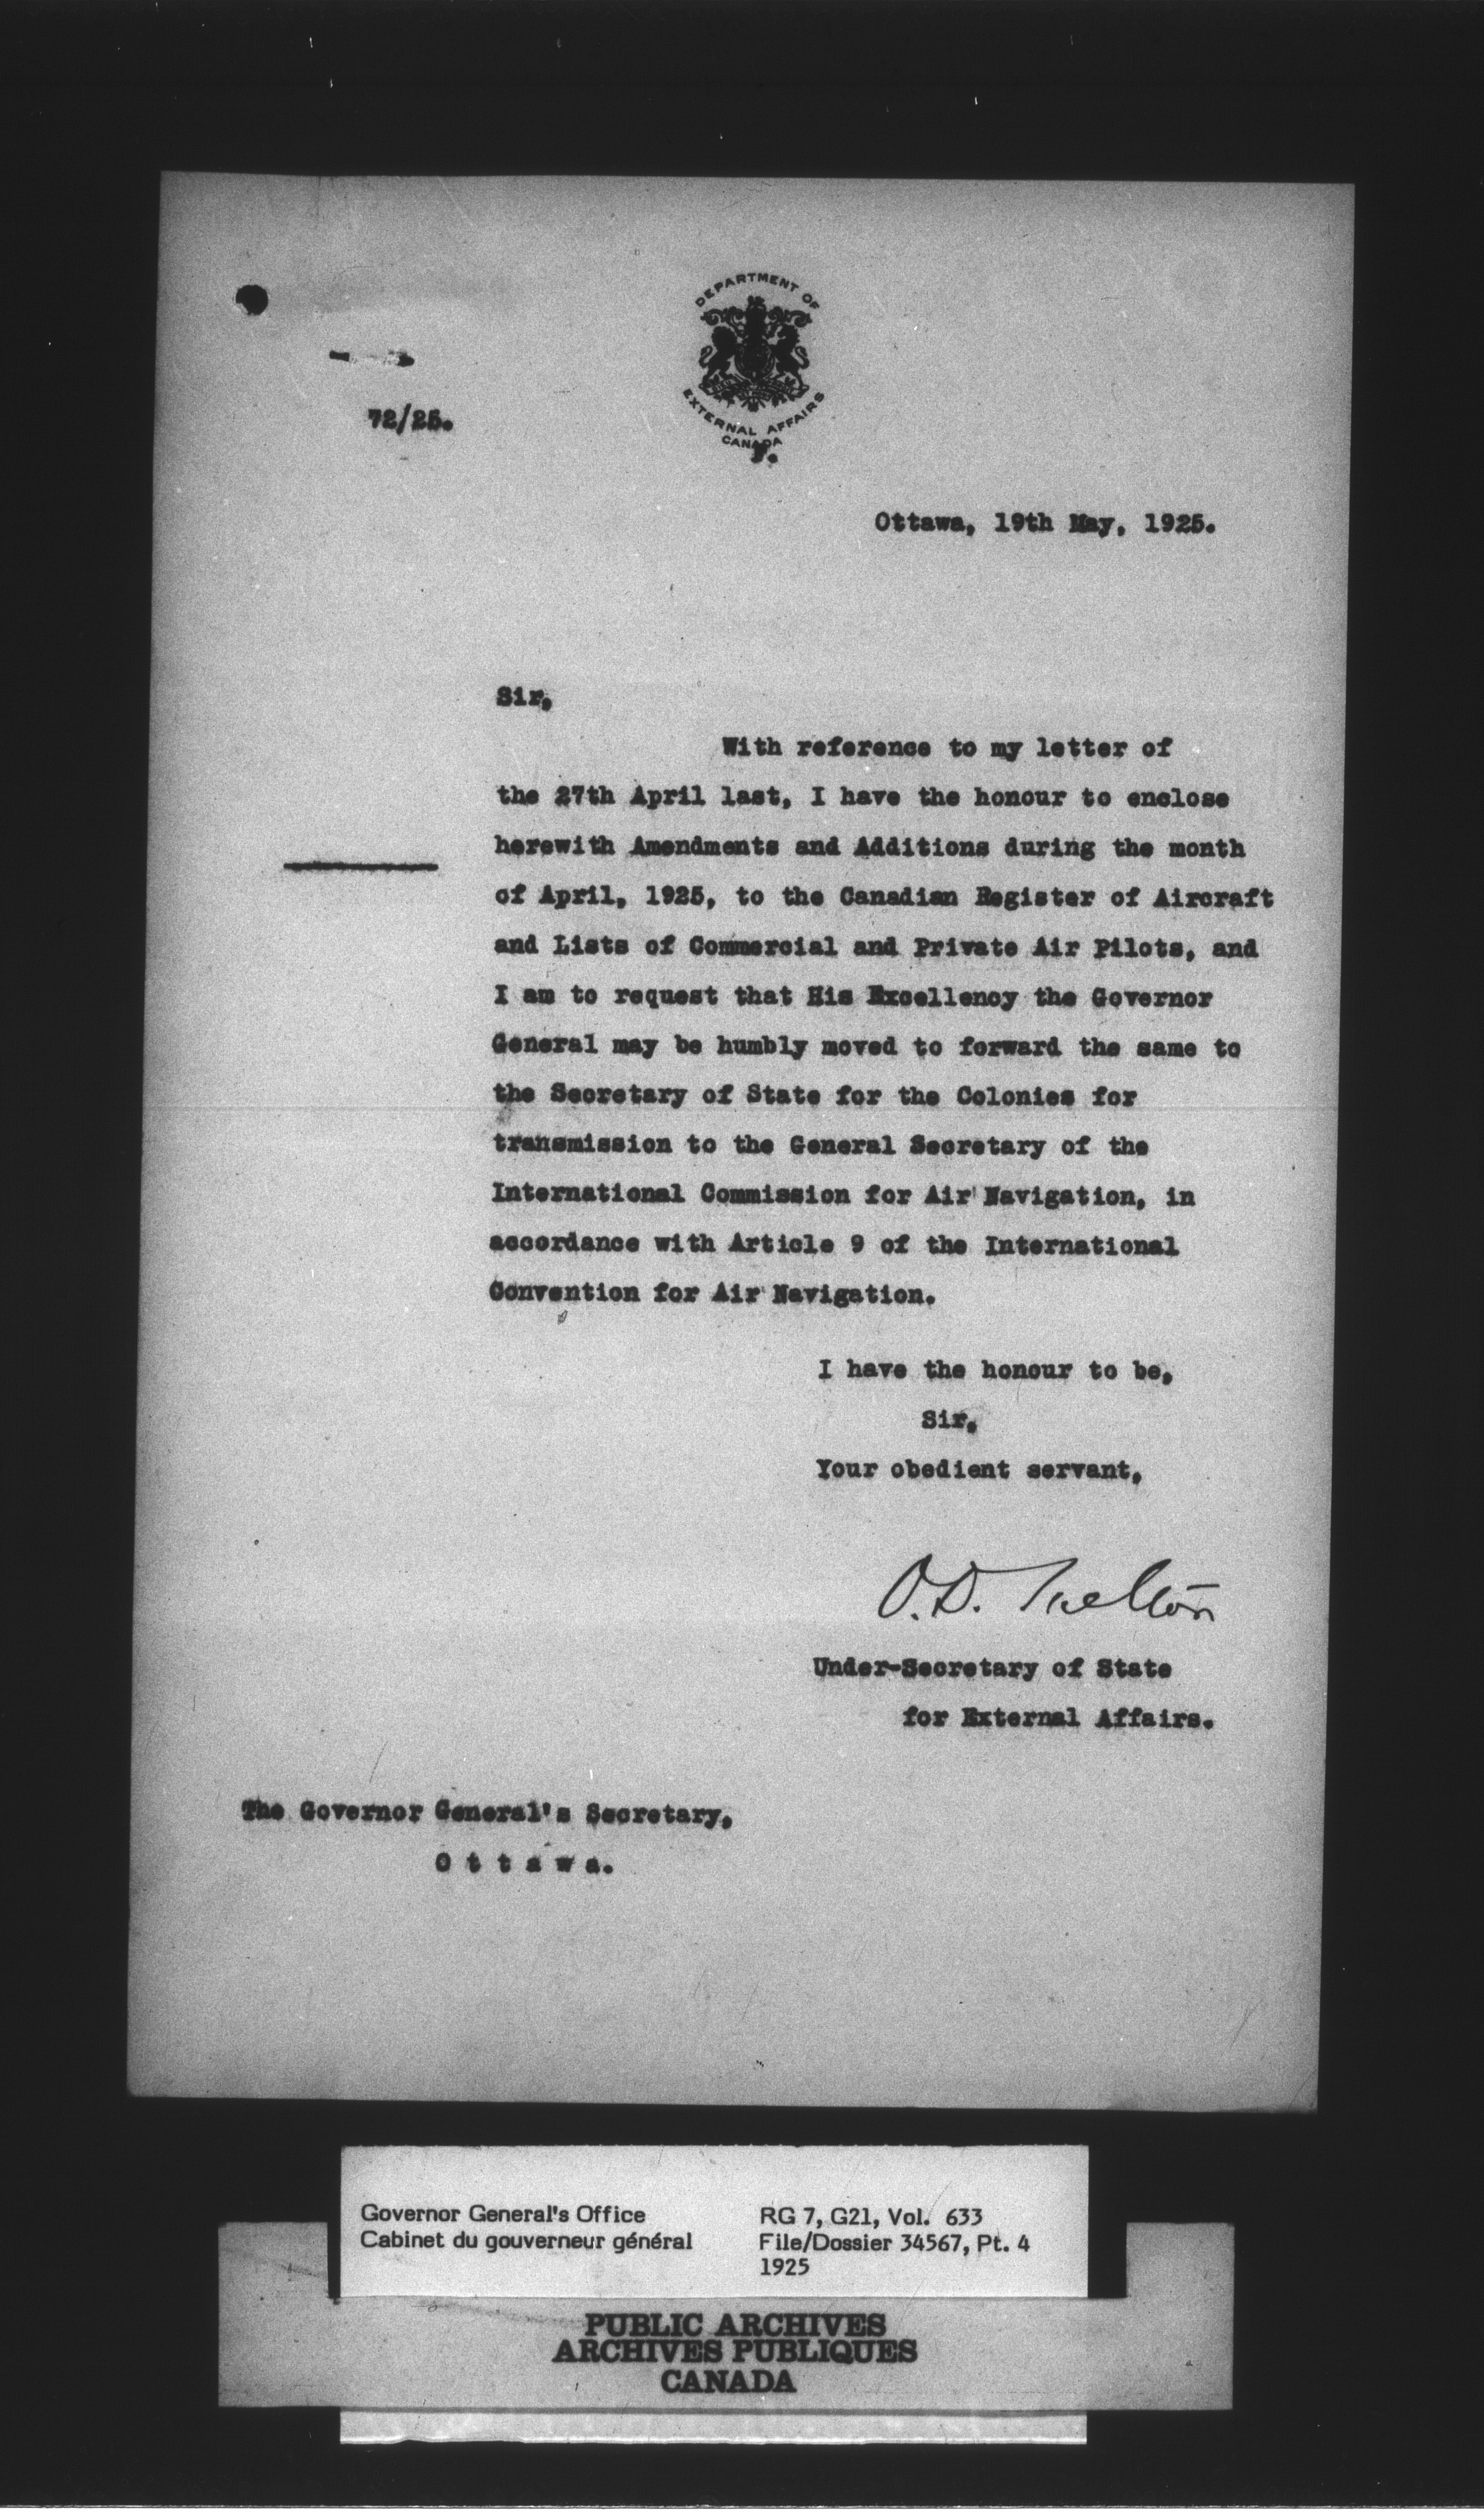 DEPARTMENT OF
EXTERNAL AFFAIRS
CANADA
72/25.
Ottawa, 19th May, 1925.
Sir,
With reference to my letter of
the 27th April last, I have the honour to enclose
herewith Amendments and Additions during the month
of April, 1925, to the Canadian Register of Aircraft
and Lists of Commercial and Private Air Pilots, and
I am to request that His Excellency the Governor
General may be humbly moved to forward the same to
the Secretary of State for the Colonies for
transmission to the General Secretary of the
International Commission for Air Navigation, in
accordance with Article 9 of the International
Convention for Air Navigation.
I have the honour to be,
Sir,
Your obedient servant,
O.D. Skelton
Under-Secretary of State
for External Affairs.
The Governor General's Secretary,
O t t a w a.
Governor General's Office
Cabinet du gouverneur général
RG 7, G21, Vol. 633
File/Dossier 34567, Pt. 4
1925
PUBLIC ARCHIVES
ARCHIVES PUBLIQUES
CANADA